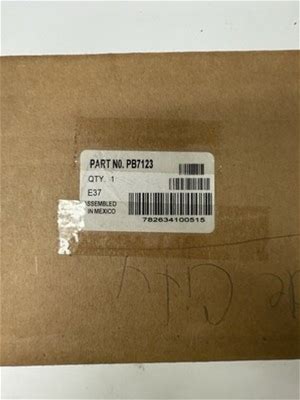 PART NO. PB7123
QTY. 1
E37
ASSEMBLED
IN MEXICO
782634100515